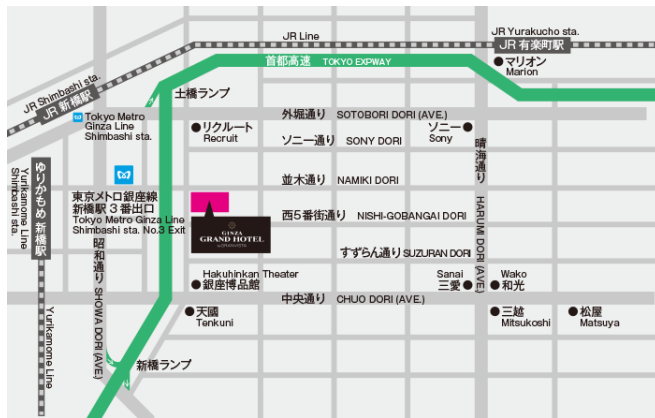 JR Line
JR Yurakucho sta.
JR 有楽町駅
首都高速 TOKYO EXPWAY
マリオン
Marion
JR Shimbashi sta.
JR 新橋駅
土橋ランプ
Tokyo Metro
Ginza Line
Shimbashi sta.
外堀通り SOTOBORI DORI (AVE.)
リクルート
Recruit
ソニー通り SONY DORI
ソニー
Sony
晴海通り HARUMI DORI (AVE.)
並木通り NAMIKI DORI
東京メトロ銀座線
新橋駅3番出口
Tokyo Metro Ginza Line
Shimbashi sta. No.3 Exit
Yurikanome Line
Shimbashi sta.
ゆりかもめ 新橋駅
西5番街通り NISHI-GOBANGAI DORI
GINZA
GRAND HOTEL
すずらん通り SUZURAN DORI
昭和通り SHOWA DORI (AVE.)
Hakuhinkan Theater
銀座博品館
Sanai
三愛
Wako
和光
中央通り CHUO DORI (AVE.)
天國
Tenkuni
三越
Mitsukoshi
松屋
Matsuya
Yurikanome Line
新橋ランプ